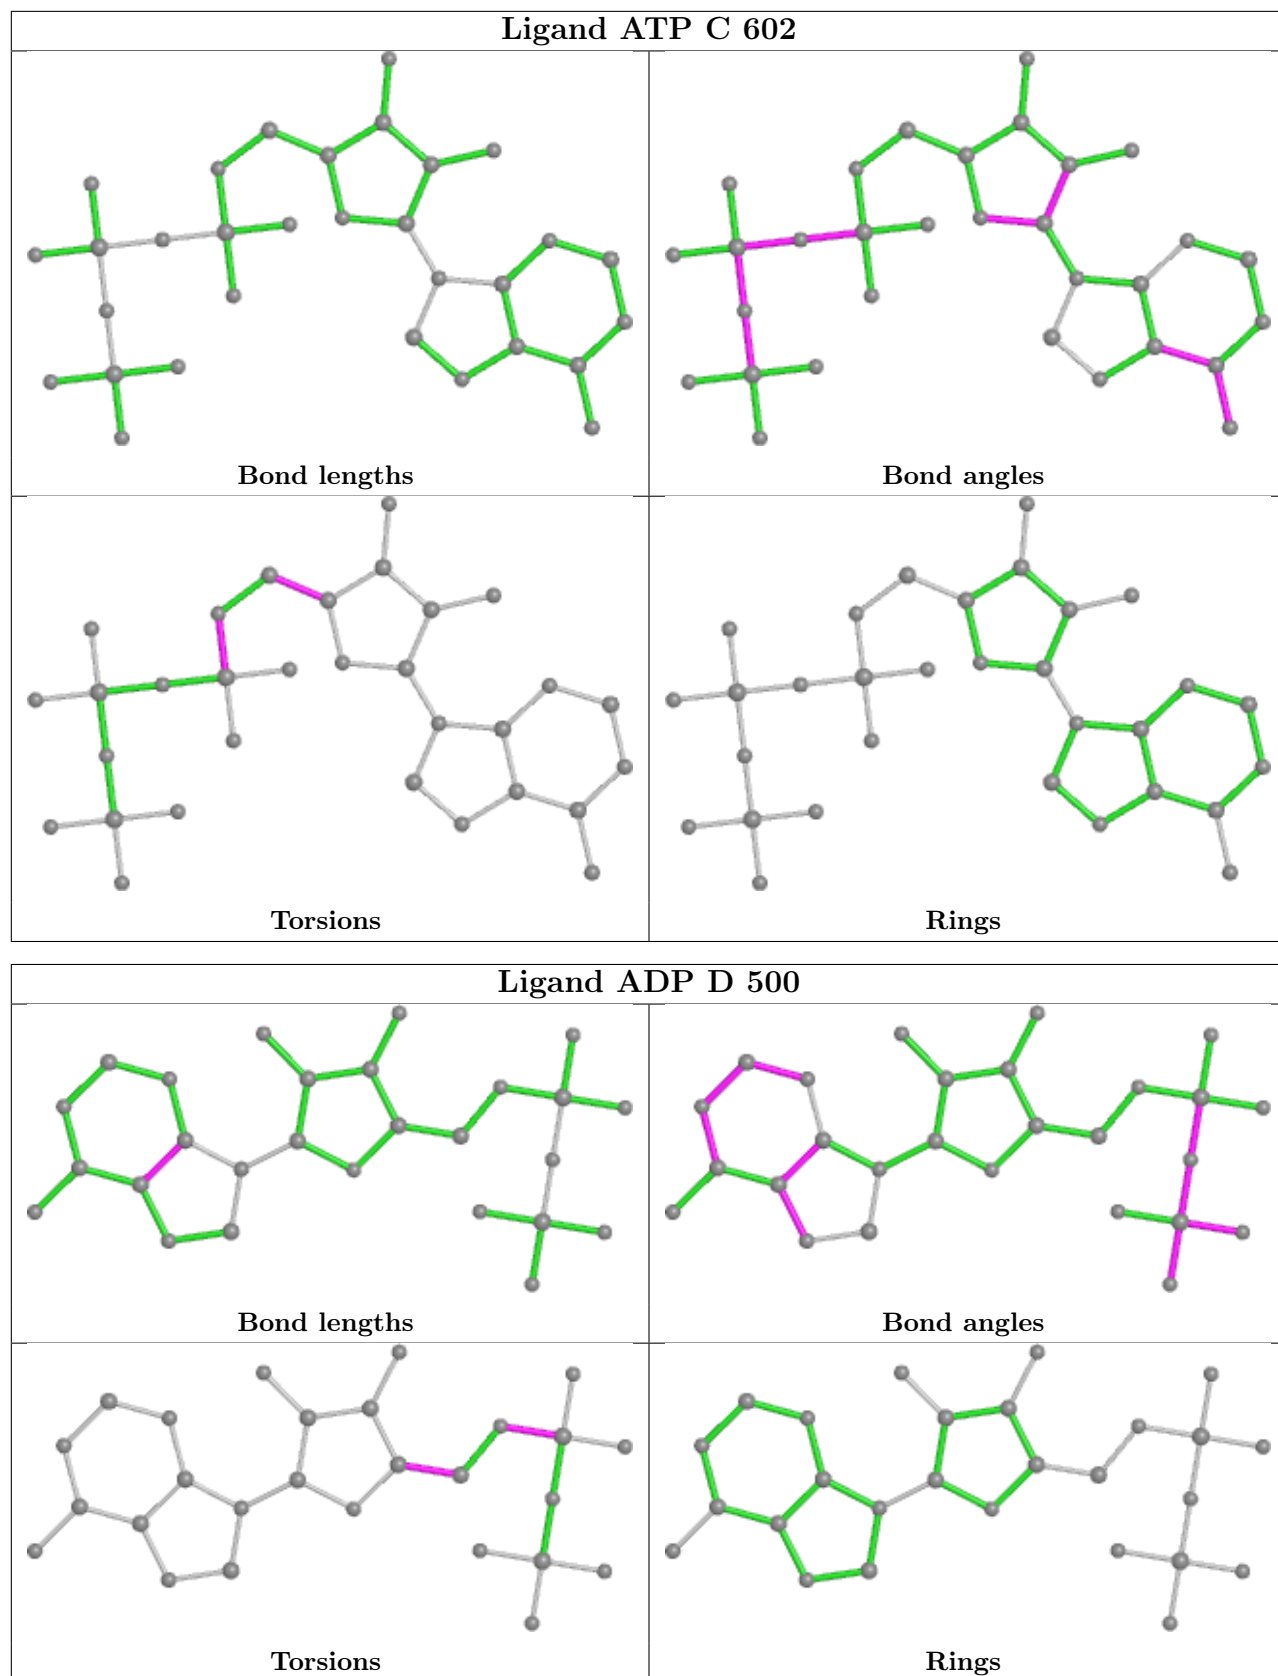 Ligand ATP C 602
Bond lengths
Bond angles
Torsions
Rings
Ligand ADP D 500
Bond lengths
Bond angles
Torsions
Rings